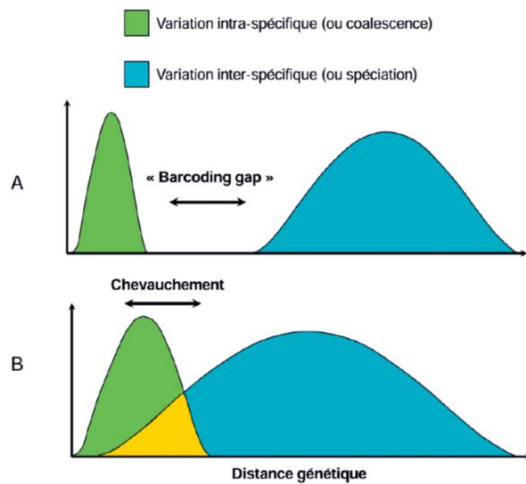 Variation intra-spécifique (ou coalescence)
Variation inter-spécifique (ou spéciation)
A
« Barcoding gap »
Chevauchement
B
Distance génétique